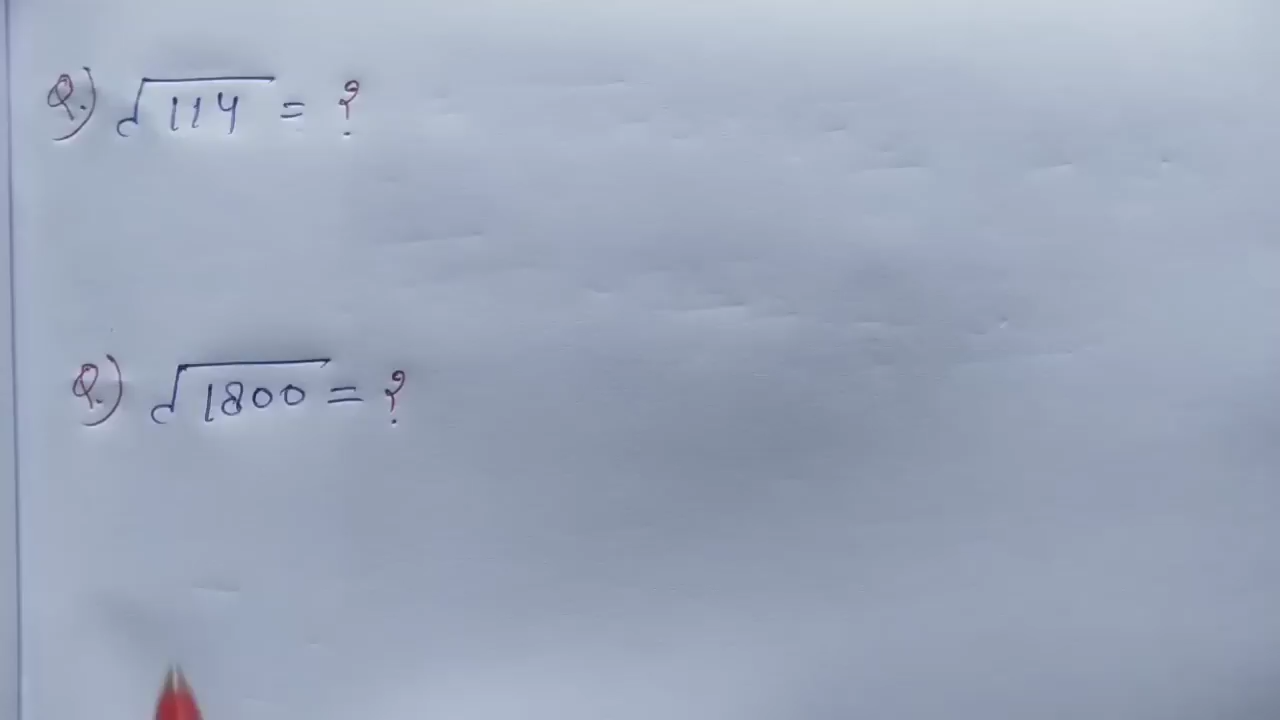 Q.) √114 = ?
Q.) √1800 = ?